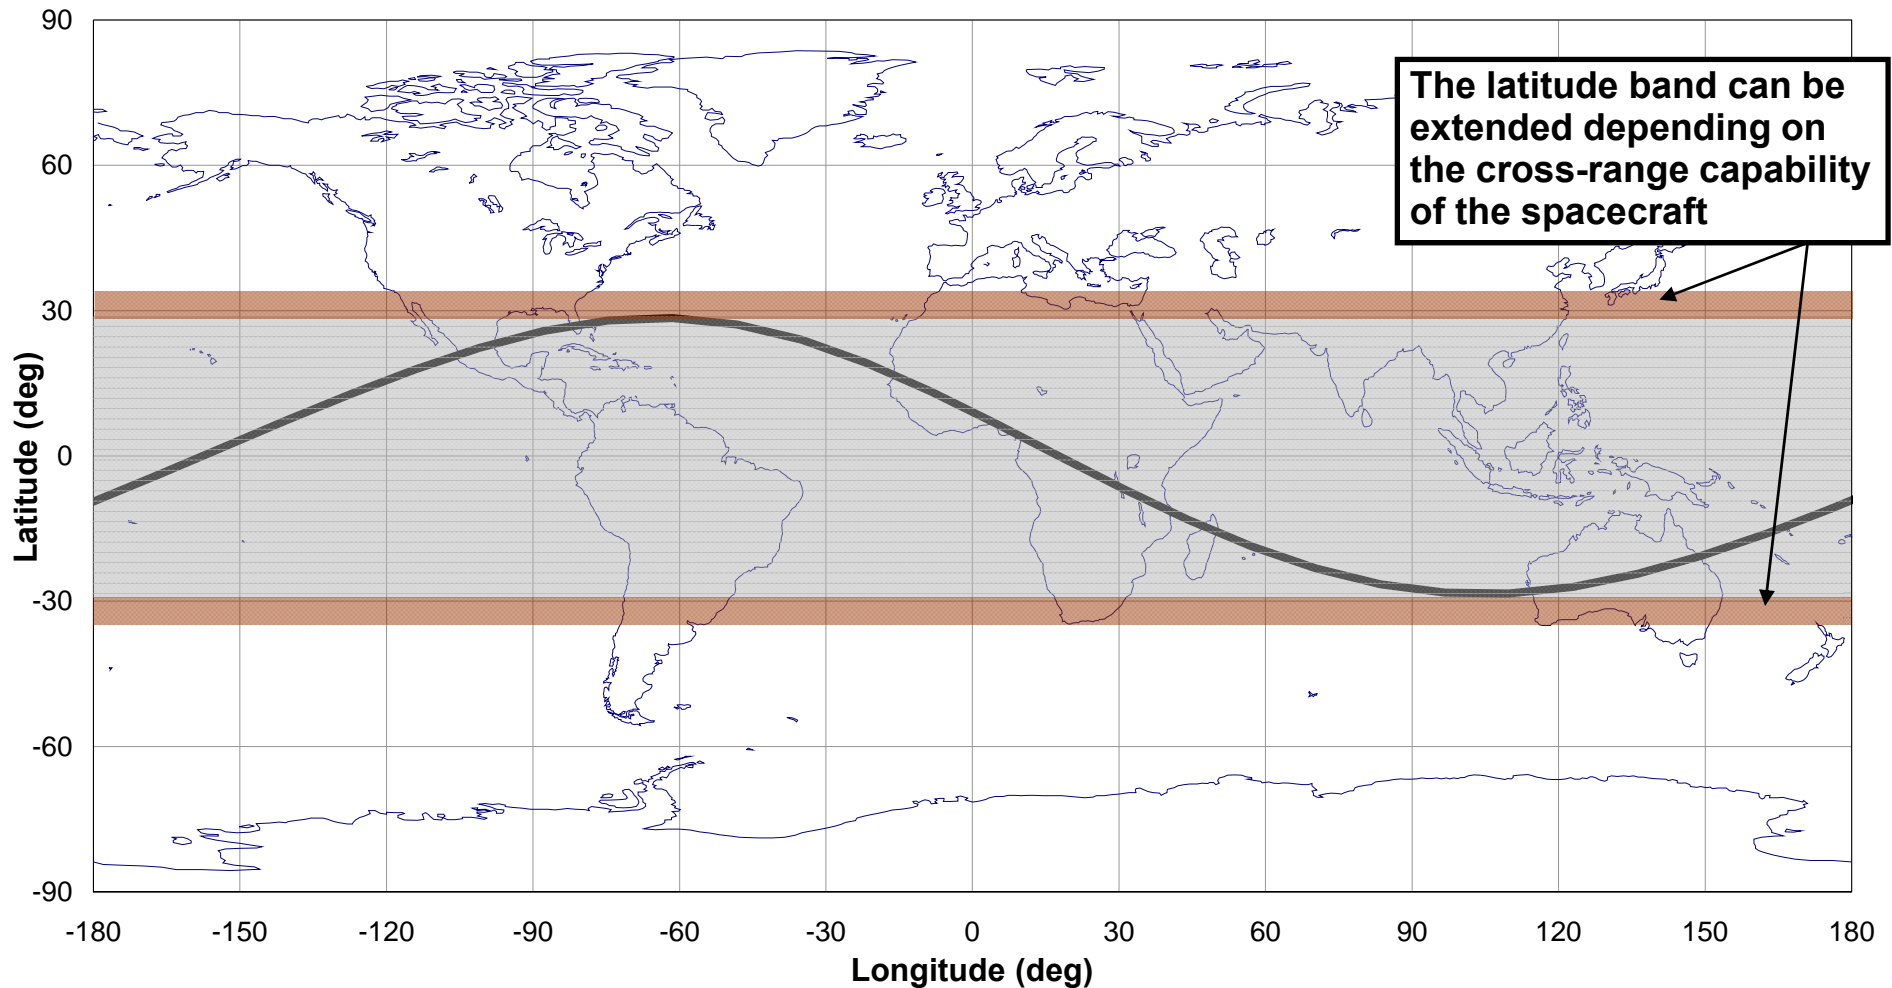 90
60
30
0
-30
-60
-90
Latitude (deg)
The latitude band can be
extended depending on
the cross-range capability
of the spacecraft
-180 -150 -120 -90 -60 -30 0 30 60 90 120 150 180
Longitude (deg)